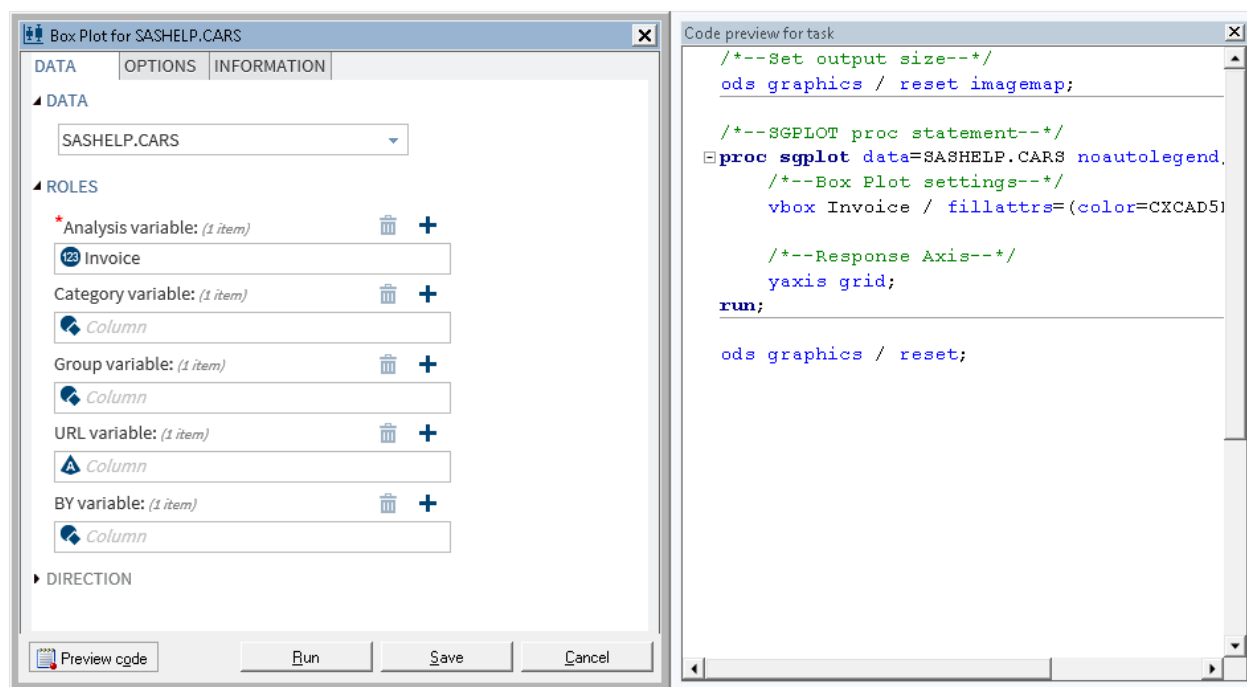 Box Plot for SASHELP.CARS
DATA OPTIONS INFORMATION
DATA
SASHELP.CARS
ROLES
*Analysis variable: (1 item)
123 Invoice
Category variable: (1 item)
Column
Group variable: (1 item)
Column
URL variable: (1 item)
A Column
BY variable: (1 item)
Column
DIRECTION
Preview code Run Save Cancel
Code preview for task
/*--Set output size--*/
ods graphics / reset imagemap;
/*--SGPLOT proc statement--*/
proc sgplot data=SASHELP.CARS noautolegend
/*--Box Plot settings--*/
vbox Invoice / fillattrs=(color=CXCAD5
/*--Response Axis--*/
yaxis grid;
run;
ods graphics / reset;